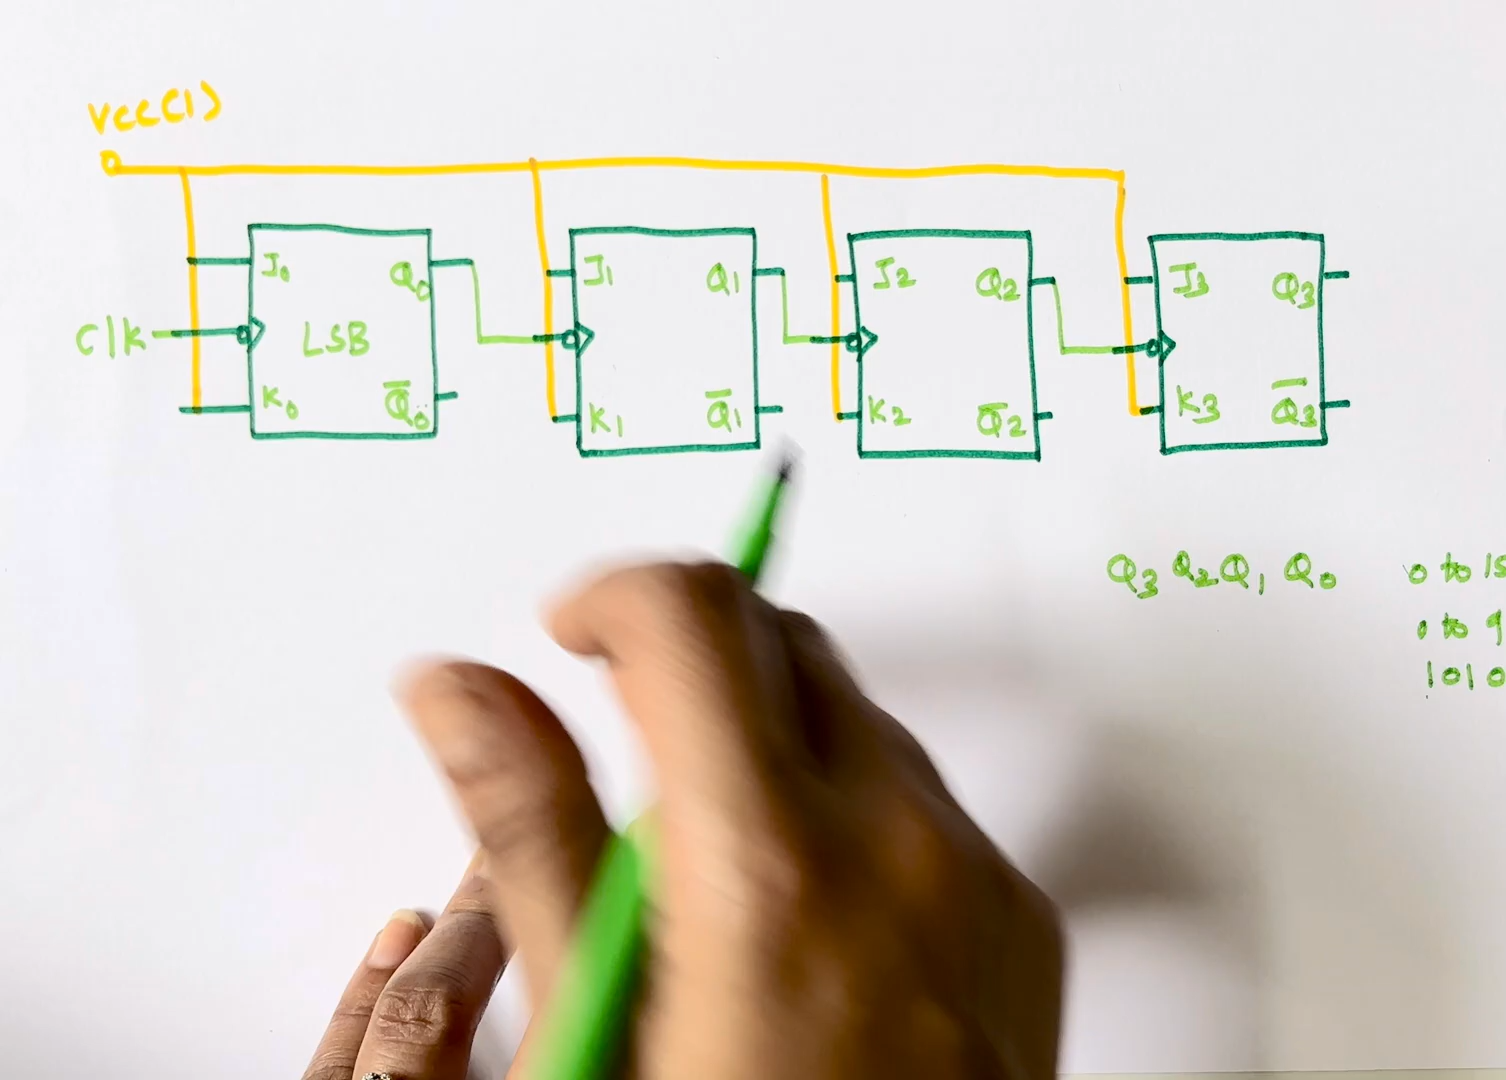 Vcc(1)
J0 Q0 J1 Q1 J2 Q2 J3 Q3
Clk LSB
K0 Q̅0 K1 Q̅1 K2 Q̅2 K3 Q̅3
Q3 Q2 Q1 Q0 0 to 15
0 to 9
1010